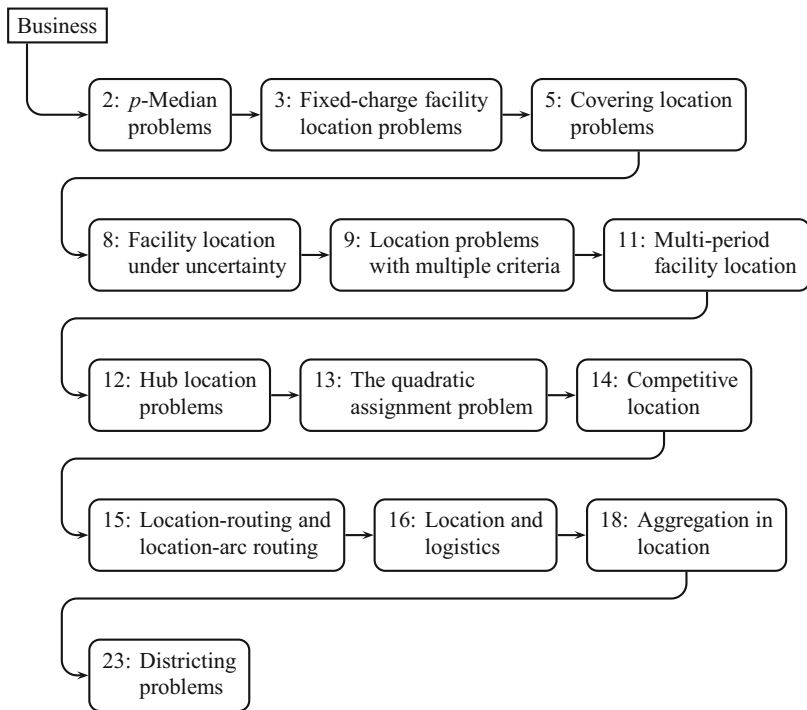 Business
2: p-Median
problems
3: Fixed-charge facility
location problems
5: Covering location
problems
8: Facility location
under uncertainty
9: Location problems
with multiple criteria
11: Multi-period
facility location
12: Hub location
problems
13: The quadratic
assignment problem
14: Competitive
location
15: Location-routing and
location-arc routing
16: Location and
logistics
18: Aggregation in
location
23: Districting
problems